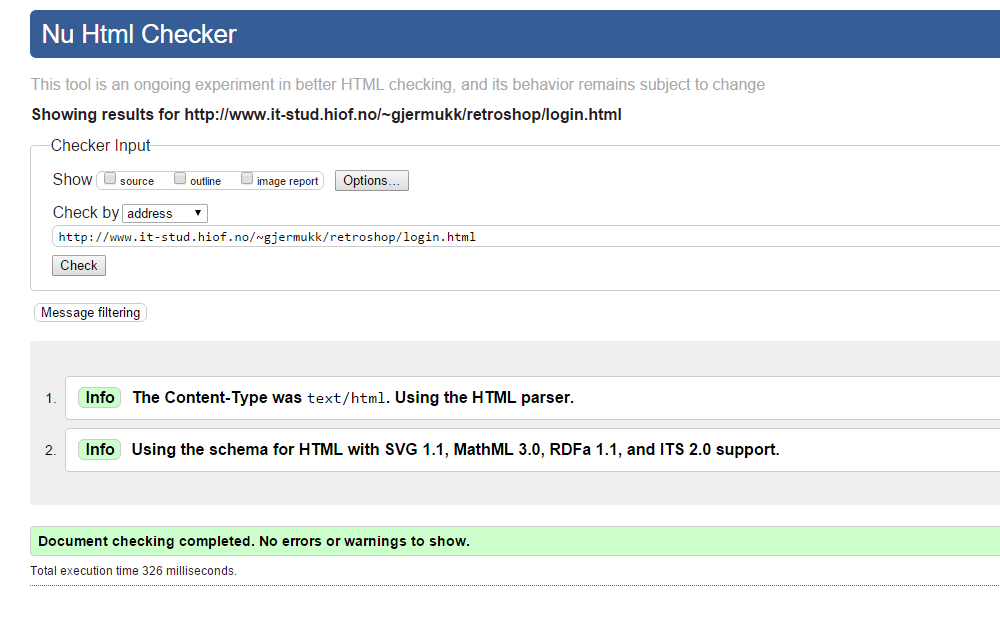 Nu Html Checker
This tool is an ongoing experiment in better HTML checking, and its behavior remains subject to change
Showing results for http://www.it-stud.hiof.no/~gjermukk/retroshop/login.html
Checker Input
Show source outline image report Options...
Check by address
http://www.it-stud.hiof.no/~gjermukk/retroshop/login.html
Check
Message filtering
1. Info The Content-Type was text/html. Using the HTML parser.
2. Info Using the schema for HTML with SVG 1.1, MathML 3.0, RDFa 1.1, and ITS 2.0 support.
Document checking completed. No errors or warnings to show.
Total execution time 326 milliseconds.